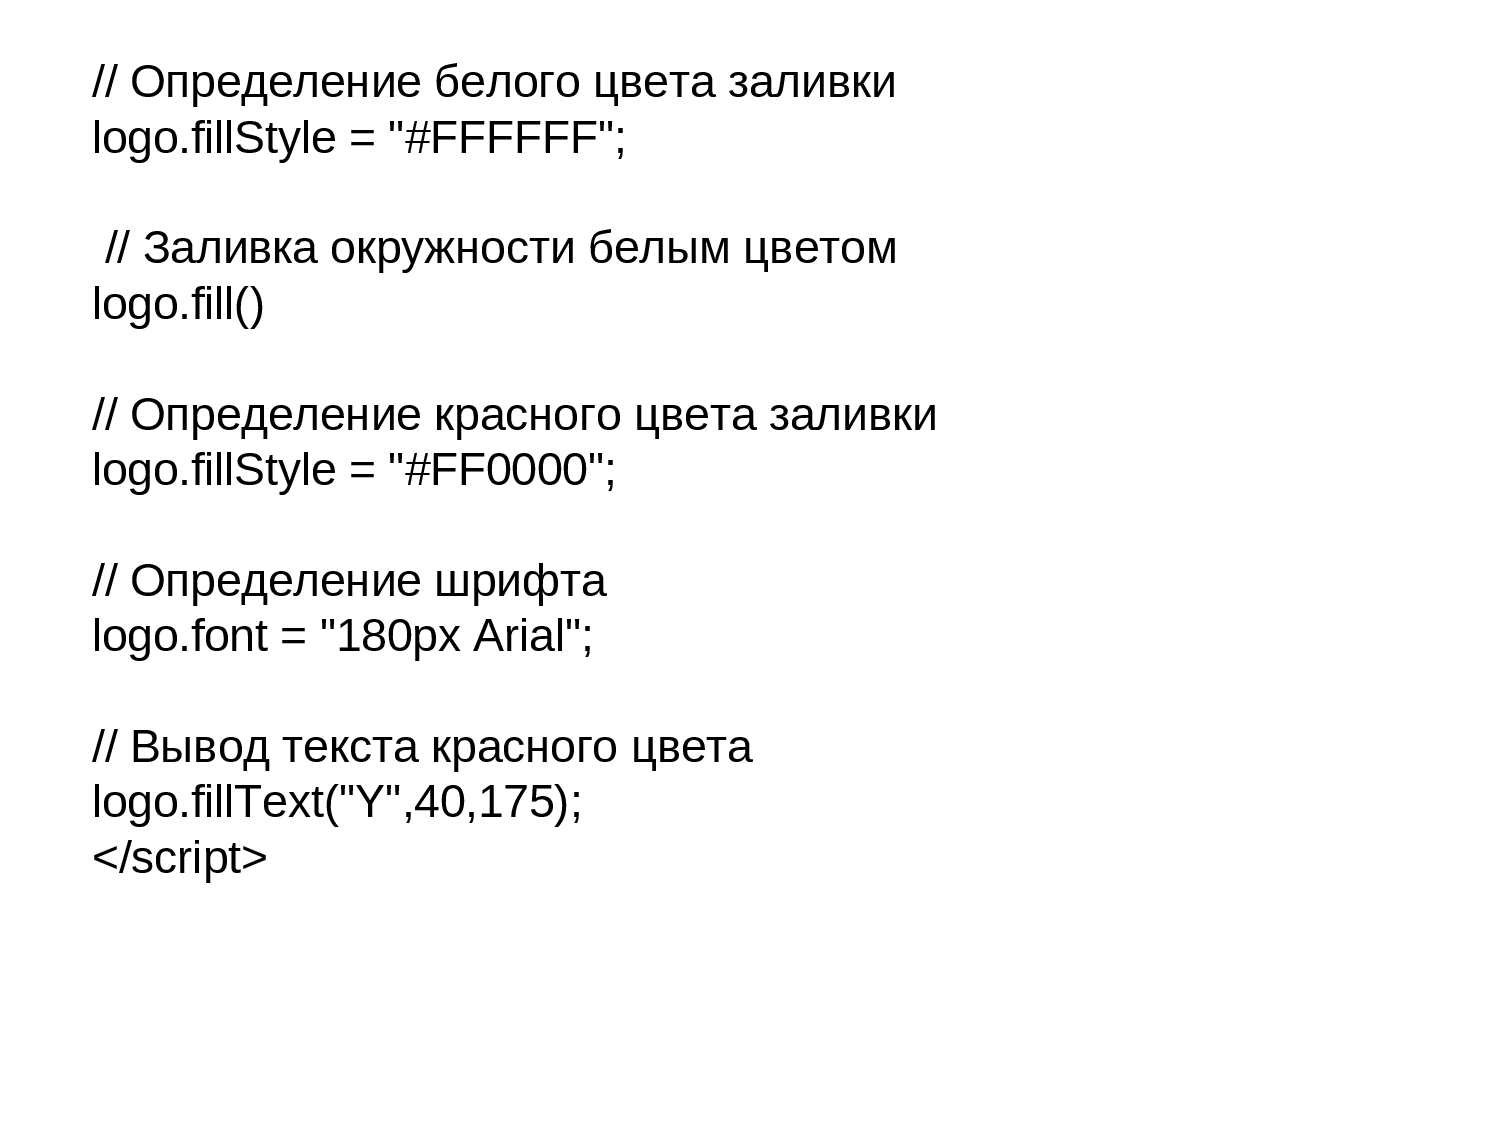 // Определение белого цвета заливки
logo.fillStyle = "#FFFFFF";
// Заливка окружности белым цветом
logo.fill()
// Определение красного цвета заливки
logo.fillStyle = "#FF0000";
// Определение шрифта
logo.font = "180px Arial";
// Вывод текста красного цвета
logo.fillText("Y",40,175);
</script>